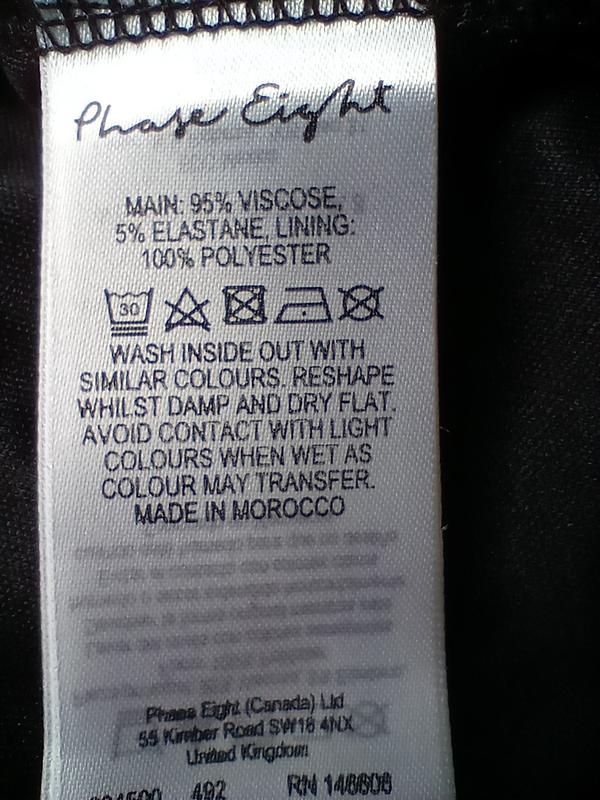 Phase Eight
MAIN: 95% VISCOSE,
5% ELASTANE, LINING:
100% POLYESTER
30
WASH INSIDE OUT WITH
SIMILAR COLOURS. RESHAPE
WHILST DAMP AND DRY FLAT.
AVOID CONTACT WITH LIGHT
COLOURS WHEN WET AS
COLOUR MAY TRANSFER.
MADE IN MOROCCO
Phase Eight (Canada) Ltd
55 Kimber Road SW18 4NX
United Kingdom
492 RN